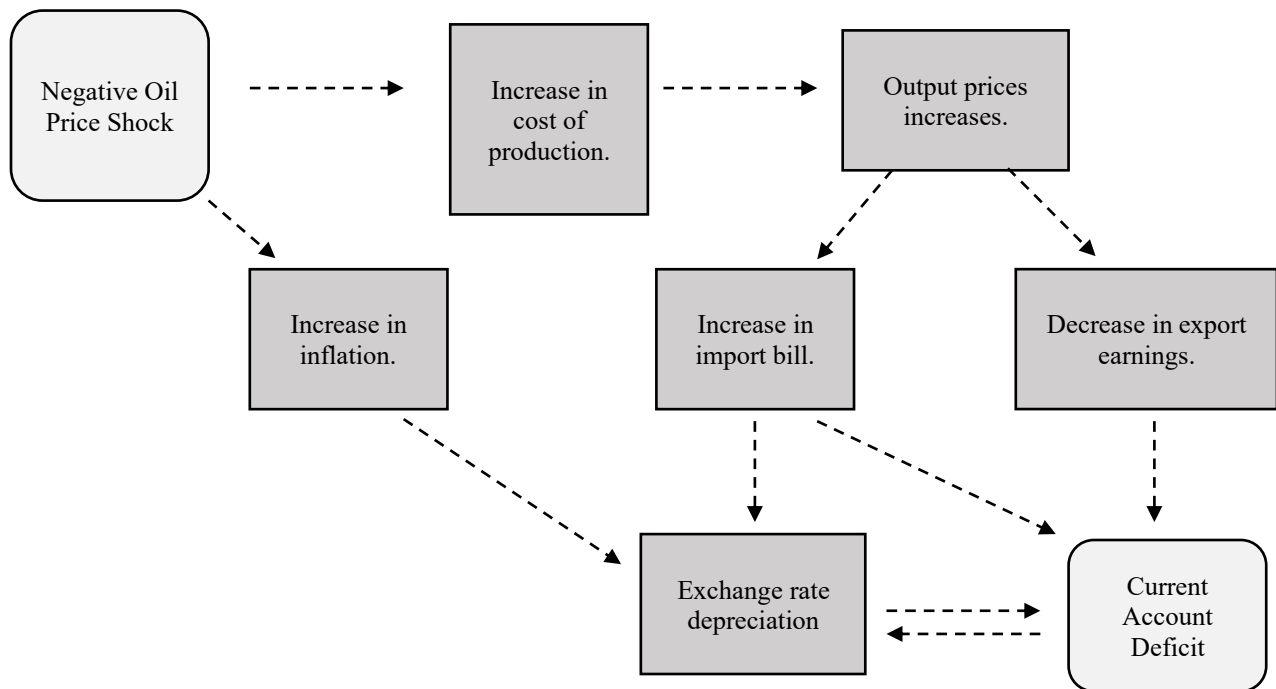 Negative Oil
Price Shock
Increase in
cost of
production.
Output prices
increases.
Increase in
inflation.
Increase in
import bill.
Decrease in export
earnings.
Exchange rate
depreciation
Current
Account
Deficit